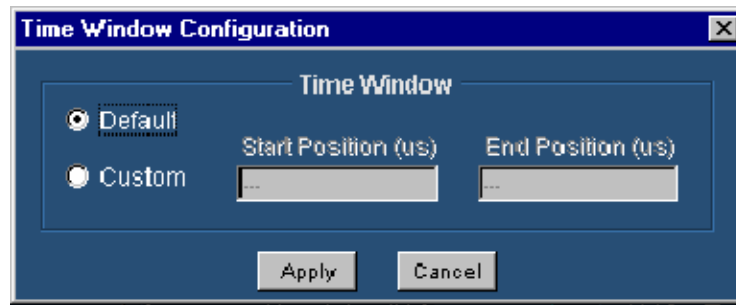 Time Window Configuration
Time Window
Default
Start Position (us) End Position (us)
Custom
--- ---
Apply Cancel